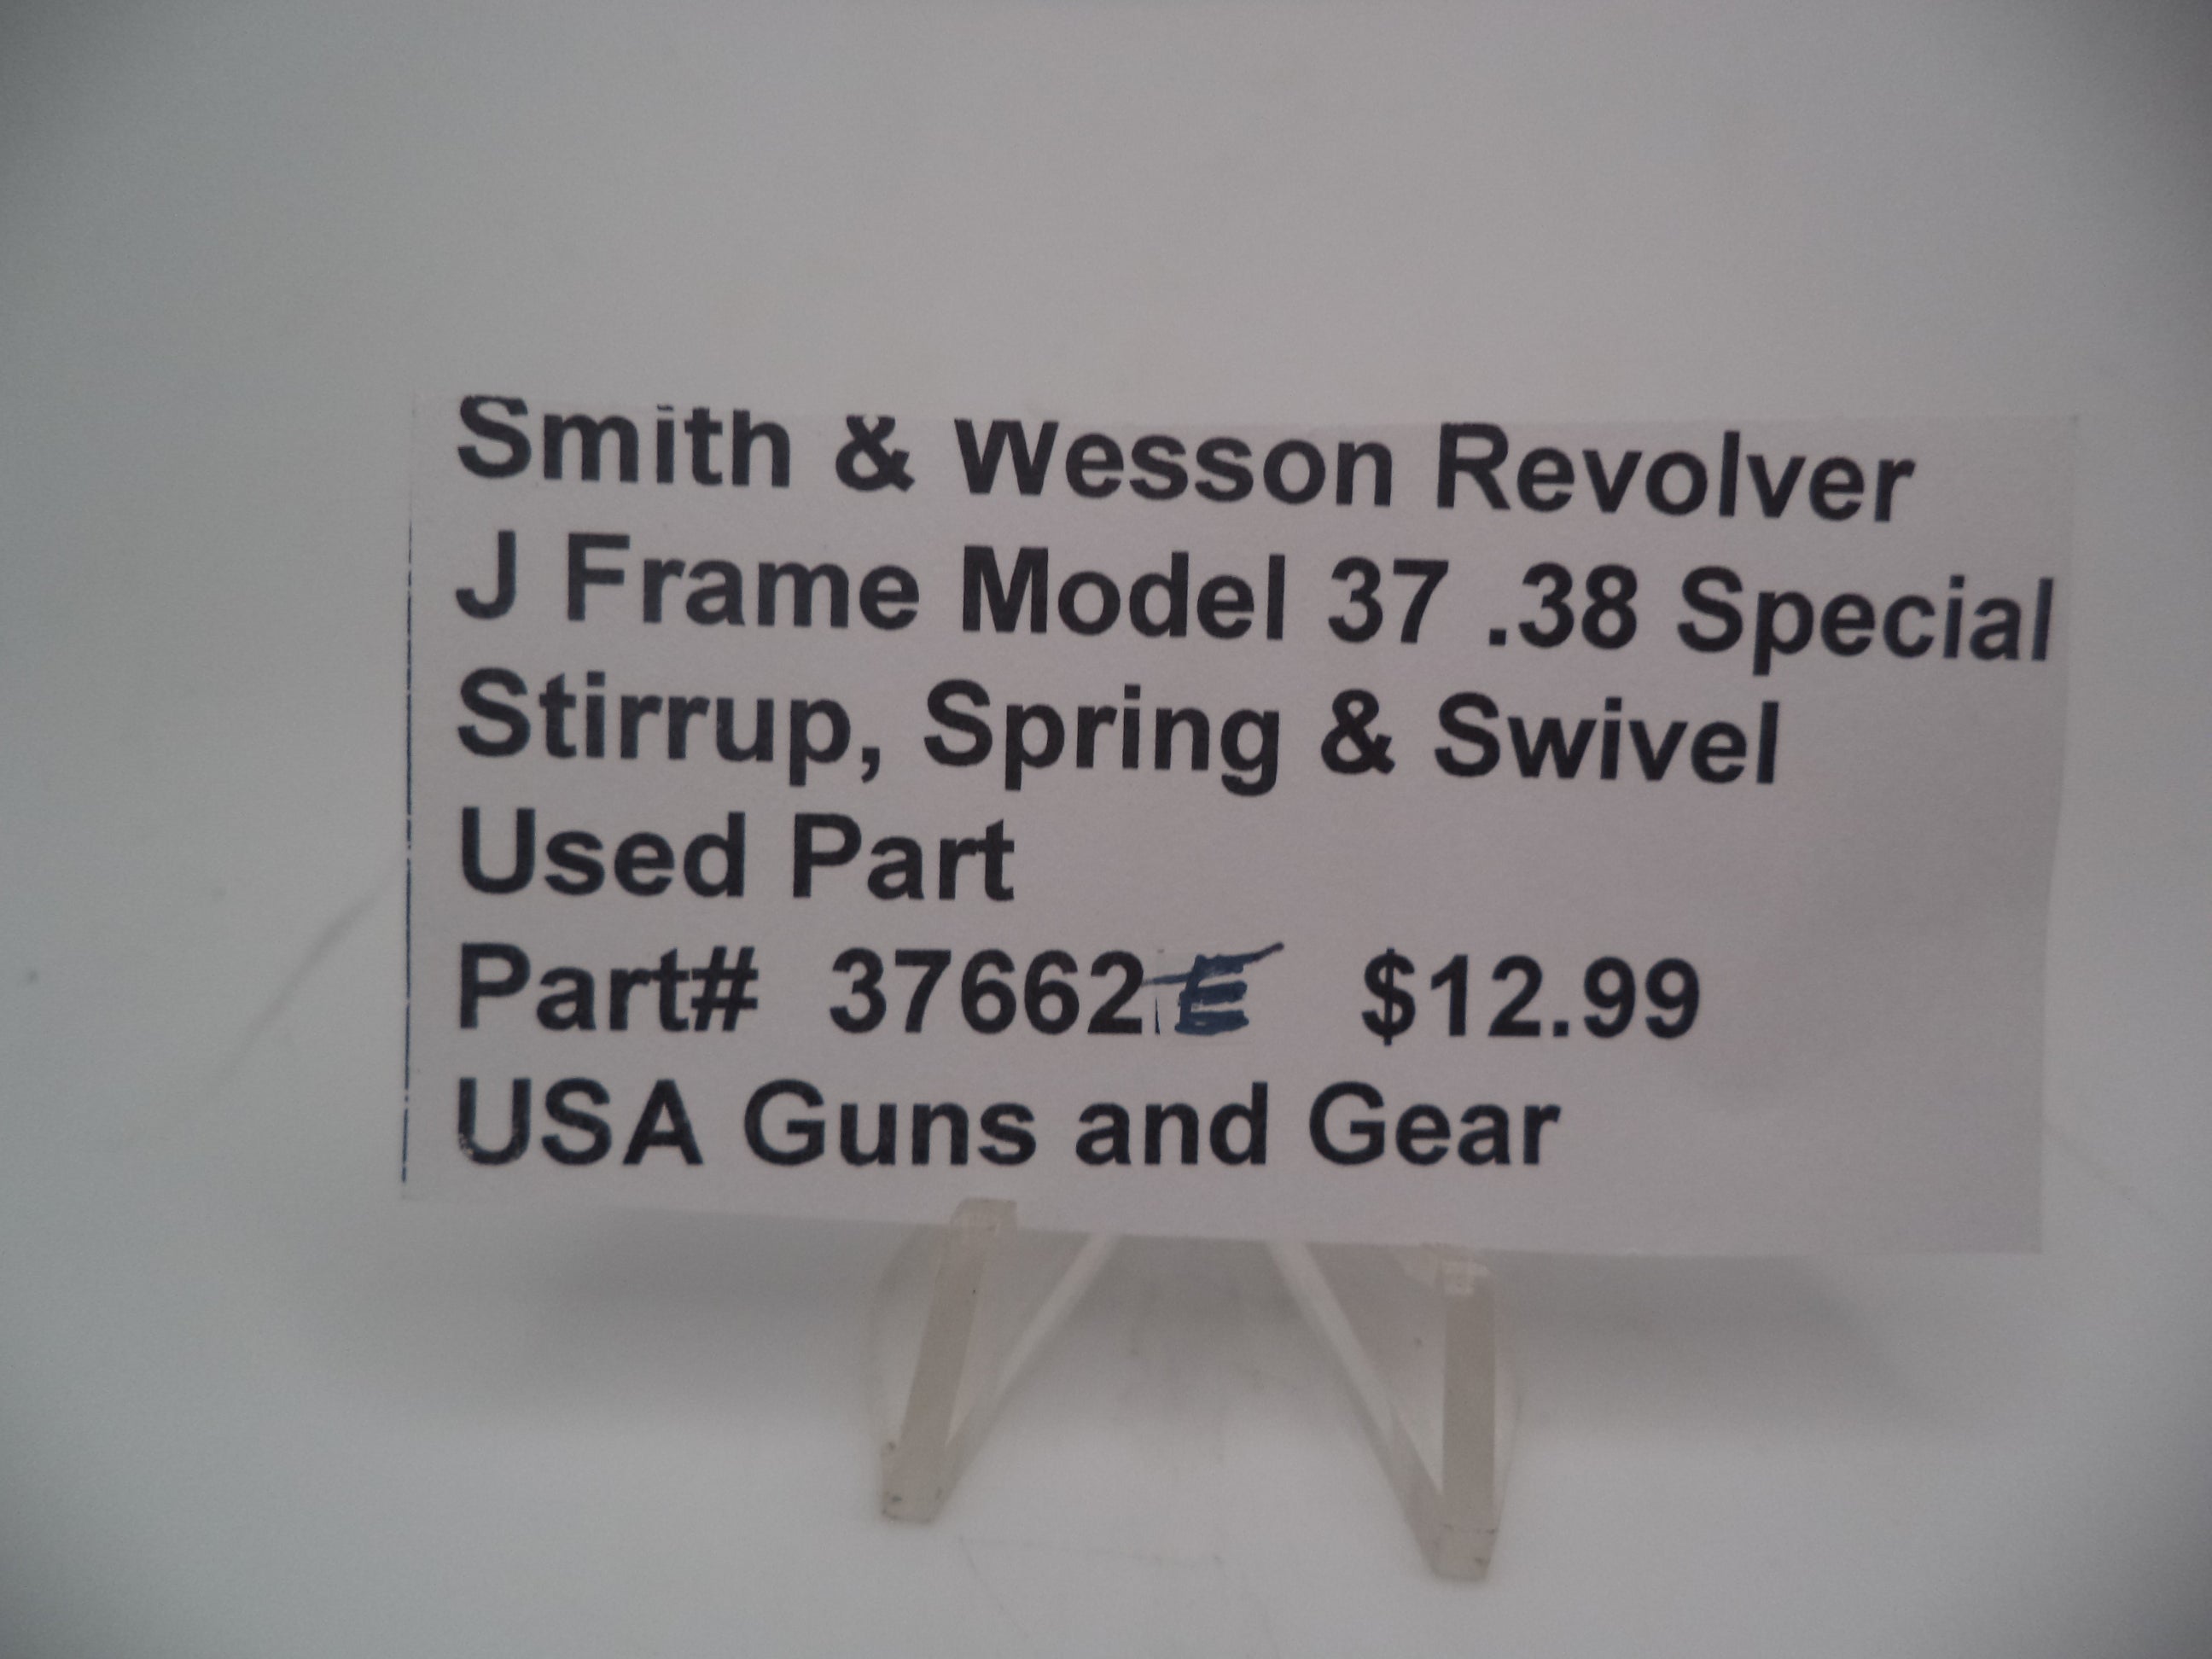 Smith & Wesson Revolver
J Frame Model 37 .38 Special
Stirrup, Spring & Swivel
Used Part
Part# 37662E $12.99
USA Guns and Gear